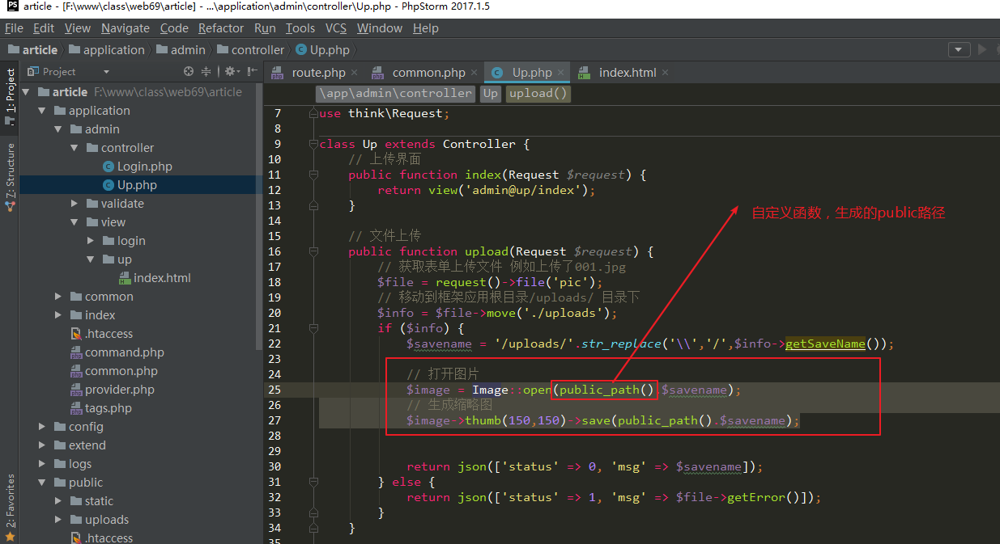 article - [F:\www\class\web69\article] - ...\application\admin\controller\Up.php - PhpStorm 2017.1.5
File Edit View Navigate Code Refactor Run Tools VCS Window Help
article application admin controller Up.php
Project
route.php common.php Up.php index.html
1: Project
7: Structure
2: Favorites
article F:\www\class\web69\article
application
admin
controller
Login.php
Up.php
validate
view
login
up
index.html
common
index
.htaccess
command.php
common.php
provider.php
tags.php
config
extend
logs
public
static
uploads
.htaccess
\app\admin\controller Up upload()
7 use think\Request;
8
9 class Up extends Controller {
10 // 上传界面
11 public function index(Request $request) {
12 return view('admin@up/index');
13 }
14
15 // 文件上传
16 public function upload(Request $request) {
17 // 获取表单上传文件 例如上传了001.jpg
18 $file = request()->file('pic');
19 // 移动到框架应用根目录/uploads/ 目录下
20 $info = $file->move('./uploads');
21 if ($info) {
22 $savename = '/uploads/'.str_replace('\\','/',$info->getSaveName());
23
24 // 打开图片
25 $image = Image::open(public_path().$savename);
26 // 生成缩略图
27 $image->thumb(150,150)->save(public_path().$savename);
28
29
30 return json(['status' => 0, 'msg' => $savename]);
31 } else {
32 return json(['status' => 1, 'msg' => $file->getError()]);
33 }
34 }
35
自定义函数，生成的public路径